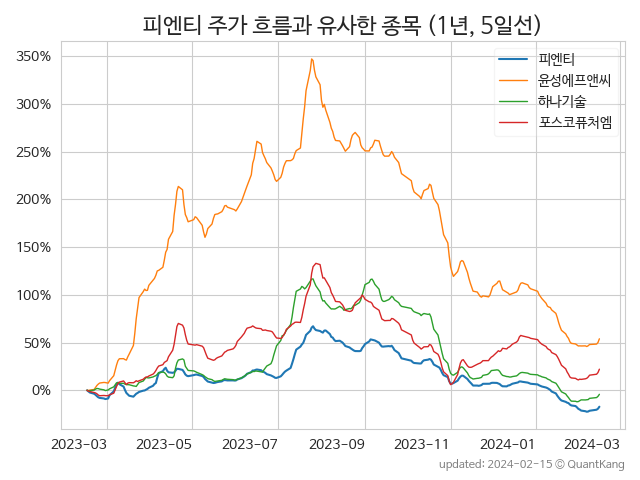 피엔티 주가 흐름과 유사한 종목 (1년, 5일선)
피엔티
윤성에프앤씨
하나기술
포스코퓨처엠
350%
300%
250%
200%
150%
100%
50%
0%
2023-03
2023-05
2023-07
2023-09
2023-11
2024-01
2024-03
updated: 2024-02-15 © QuantKang